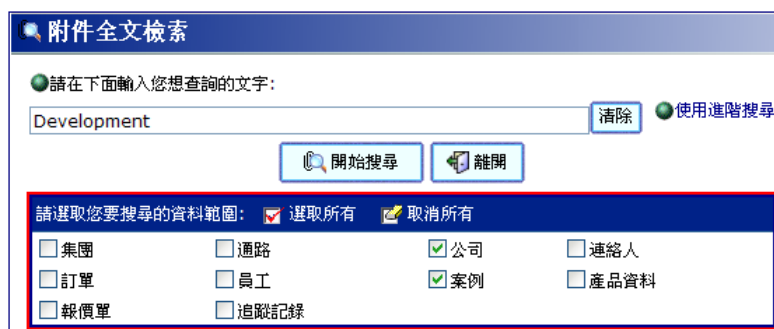 附件全文檢索
請在下面輸入您想查詢的文字:
Development 清除 使用進階搜尋
開始搜尋 離開
請選取您要搜尋的資料範圍: 選取所有 取消所有
集團 通路 公司 連絡人
訂單 員工 案例 產品資料
報價單 追蹤記錄